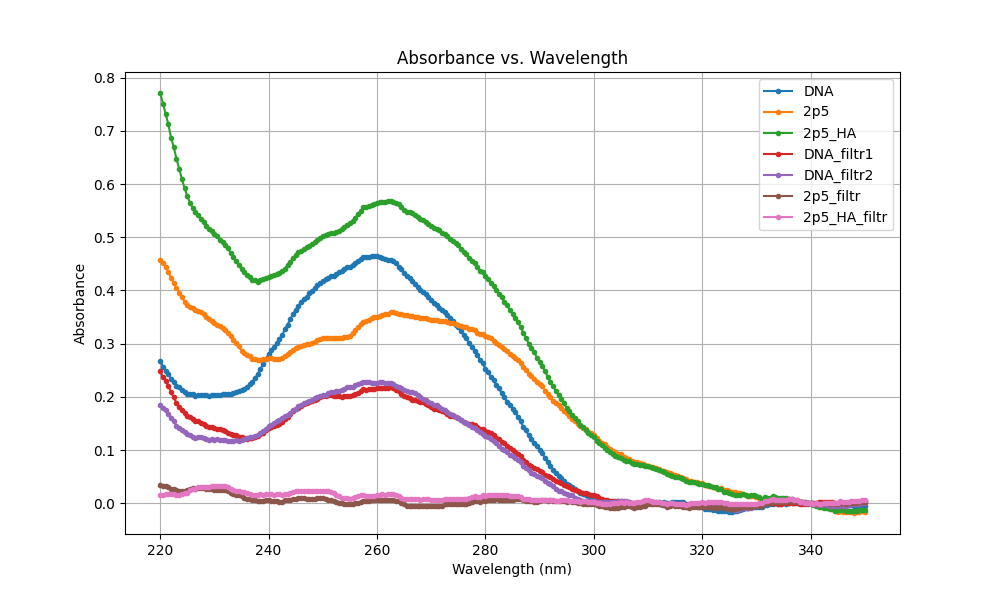 Absorbance vs. Wavelength
0.8
0.7
0.6
0.5
0.4
0.3
0.2
0.1
0.0
Absorbance
220 240 260 280 300 320 340
Wavelength (nm)
DNA
2p5
2p5_HA
DNA_filtr1
DNA_filtr2
2p5_filtr
2p5_HA_filtr